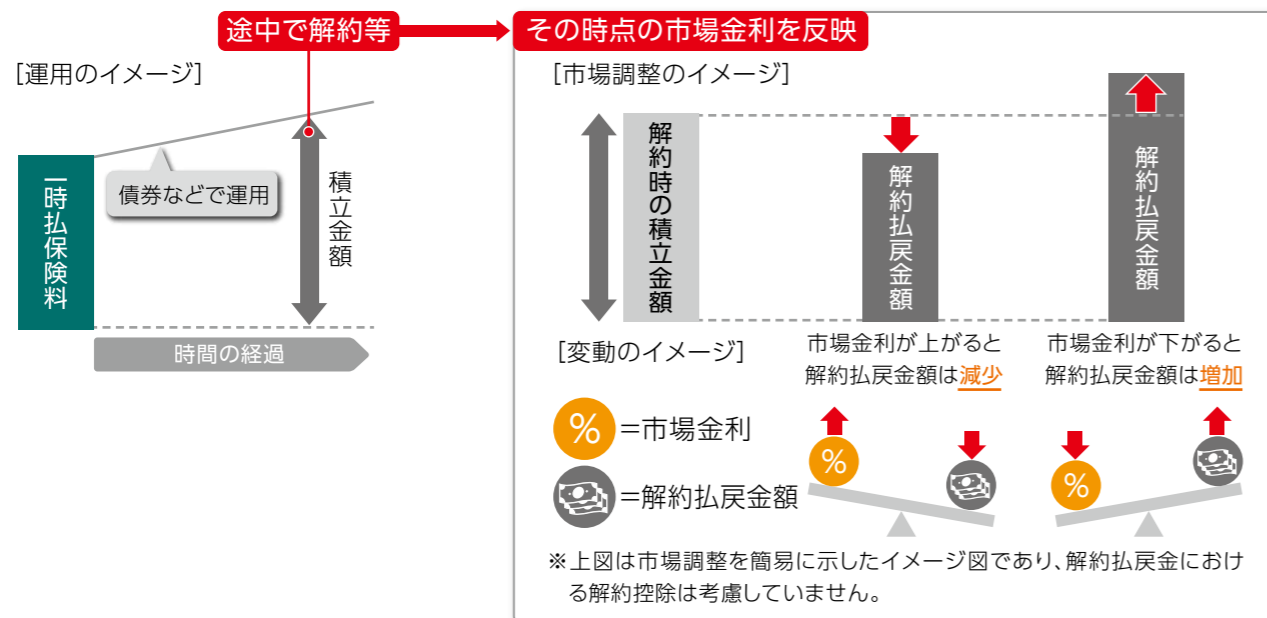 途中で解約等
その時点の市場金利を反映
[運用のイメージ]
一時払保険料
債券などで運用
積立金額
時間の経過
[市場調整のイメージ]
解約時の積立金額
解約払戻金額
解約払戻金額
[変動のイメージ]
市場金利が上がると
解約払戻金額は減少
市場金利が下がると
解約払戻金額は増加
%=市場金利
=解約払戻金額
%
%
※上図は市場調整を簡易に示したイメージ図であり、解約払戻金におけ
る解約控除は考慮していません。